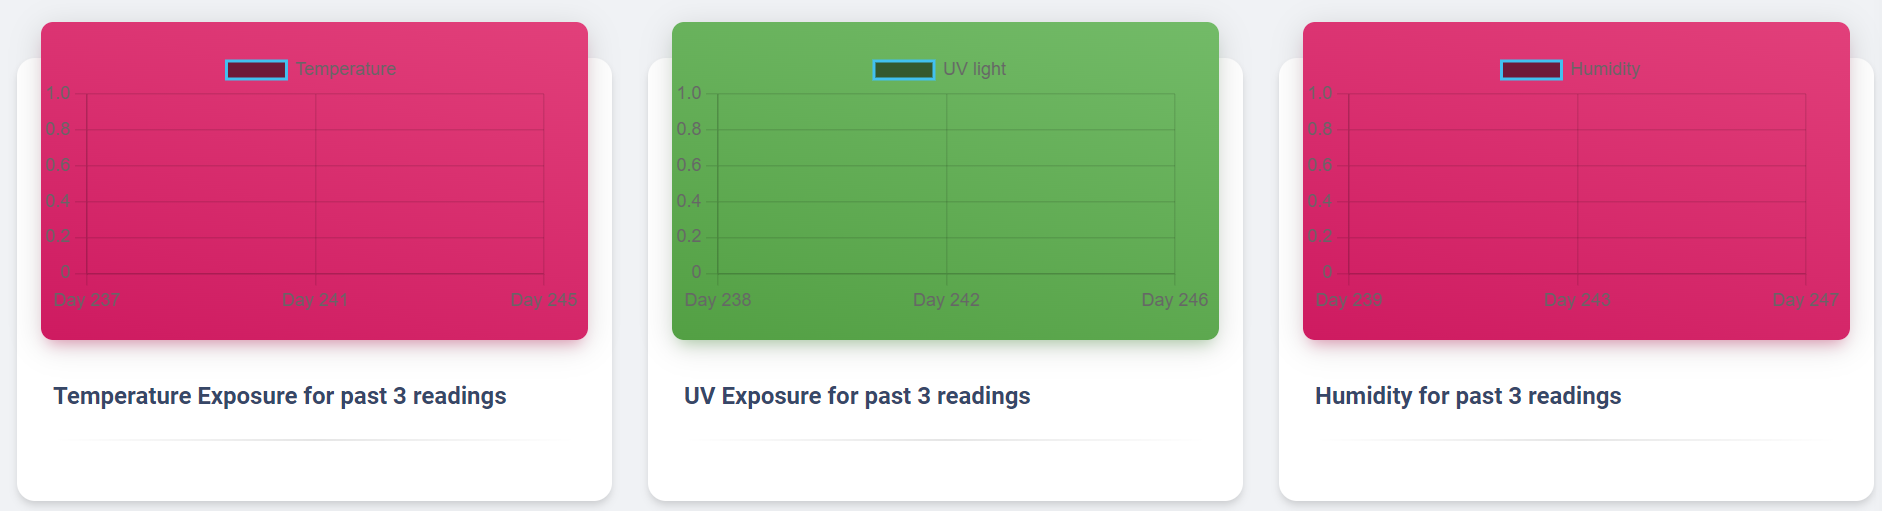 Temperature
1.0
0.8
0.6
0.4
0.2
0
Day 237 Day 241 Day 245
Temperature Exposure for past 3 readings
UV light
1.0
0.8
0.6
0.4
0.2
0
Day 238 Day 242 Day 246
UV Exposure for past 3 readings
Humidity
1.0
0.8
0.6
0.4
0.2
0
Day 239 Day 243 Day 247
Humidity for past 3 readings